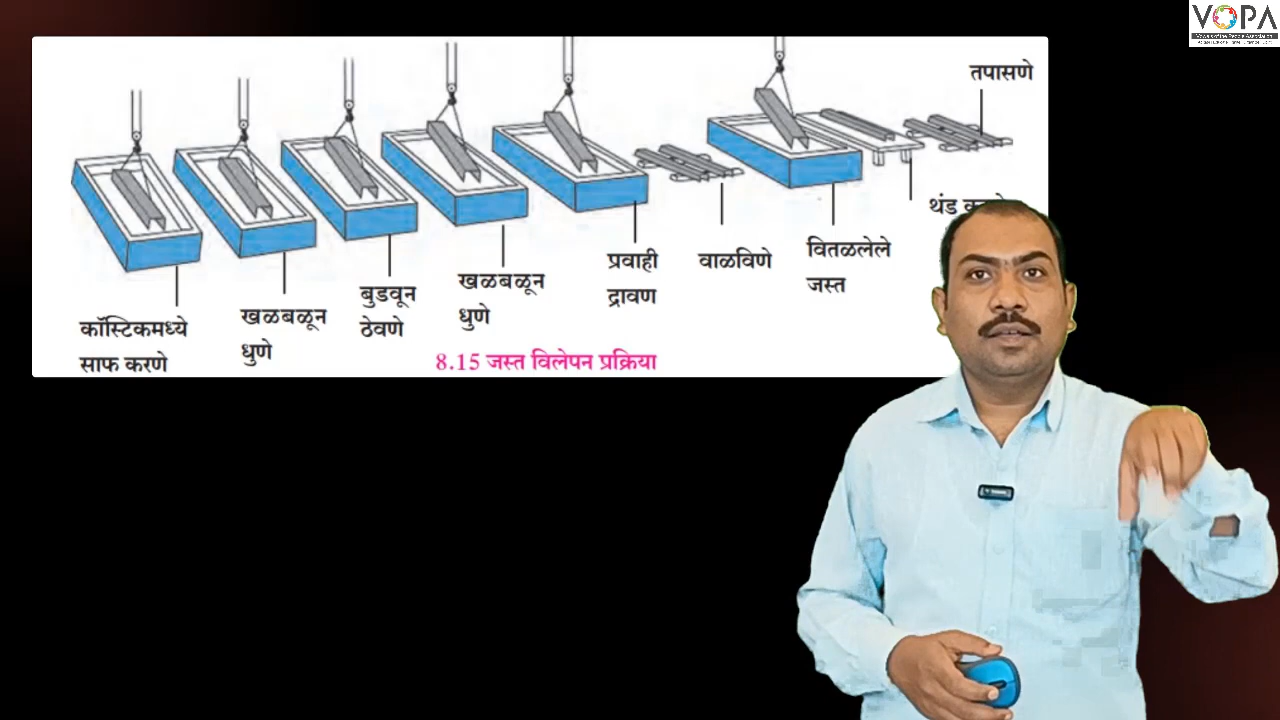 VOPA
तपासणे
थंड
कॉस्टिकमध्ये
साफ करणे
खळबळून
धुणे
बुडवून
ठेवणे
खळबळून
धुणे
प्रवाही
द्रावण
वाळविणे
वितळलेले
जस्त
8.15 जस्त विलेपन प्रक्रिया